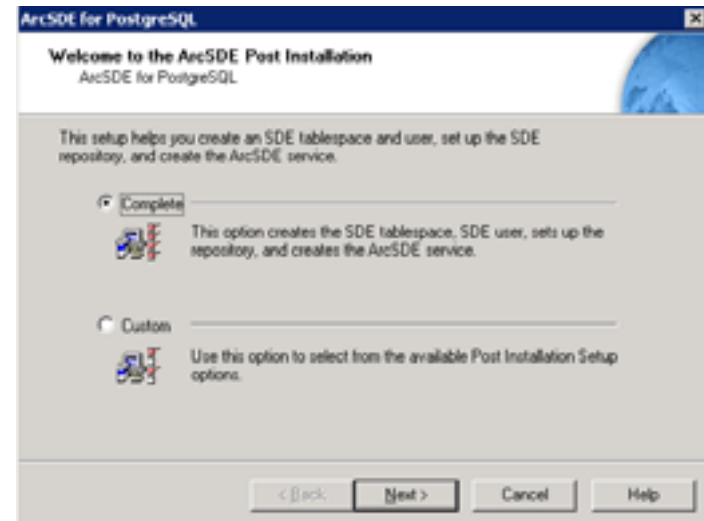 ArcSDE for PostgreSQL
Welcome to the ArcSDE Post Installation
ArcSDE for PostgreSQL
This setup helps you create an SDE tablespace and user, set up the SDE
repository, and create the ArcSDE service.
Complete
This option creates the SDE tablespace, SDE user, sets up the
repository, and creates the ArcSDE service.
Custom
Use this option to select from the available Post Installation Setup
options.
< Back Next > Cancel Help